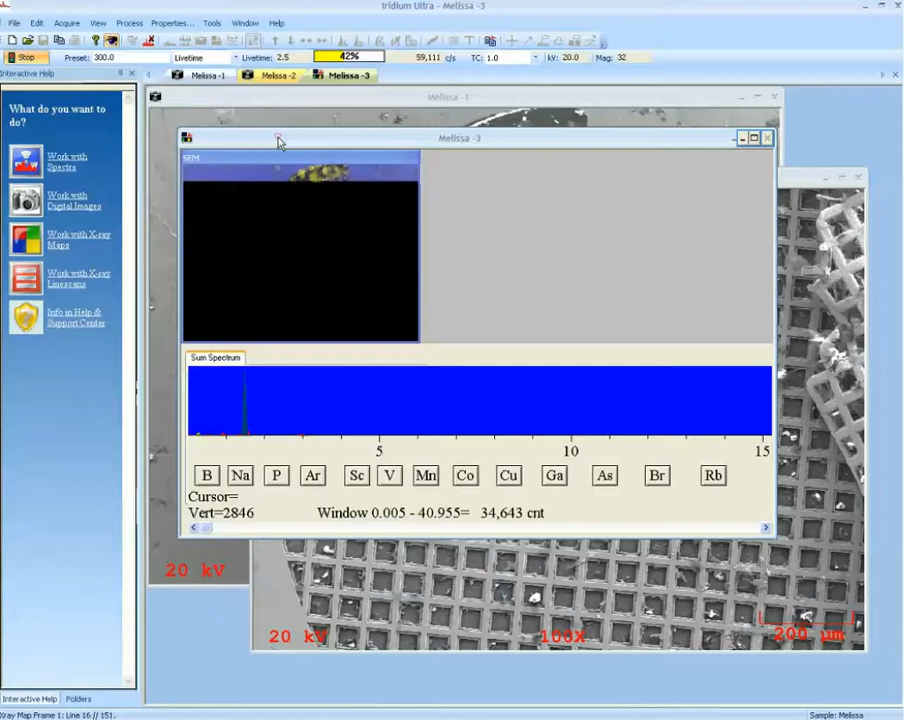 Iridium Ultra - Melissa -3
File Edit Acquire View Process Properties... Tools Window Help
Stop Preset: 300.0 Livetime Livetime: 2.5 42% 59,111 c/s TC: 1.0 kV: 20.0 Mag: 32
Interactive Help Melissa -1 Melissa -2 Melissa -3
What do you want to
do?
Work with
Spectra
Work with
Digital Images
Work with X-ray
Maps
Work with X-ray
Linescans
Info in Help &
Support Center
Melissa -1
Melissa -3
SEM
Sum Spectrum
5 10 15
B Na P Ar Sc V Mn Co Cu Ga As Br Rb
Cursor=
Vert=2846 Window 0.005 - 40.955= 34,643 cnt
20 kV
20 kV 100X 200 um
Interactive Help Folders
Xray Map Frame 1: Line 16 // 151. Sample: Melissa